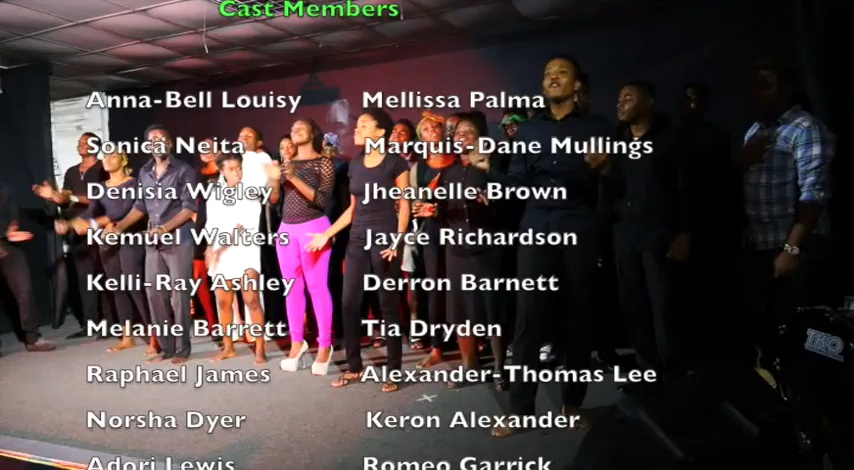 Cast Members
Anna-Bell Louisy Mellissa Palma
Sonica Neita Marquis-Dane Mullings
Denisia Wigley Jheanelle Brown
Kemuel Walters Jayce Richardson
Kelli-Ray Ashley Derron Barnett
Melanie Barrett Tia Dryden
Raphael James Alexander-Thomas Lee
Norsha Dyer Keron Alexander
Adori Lewis Romeo Garrick
TKO